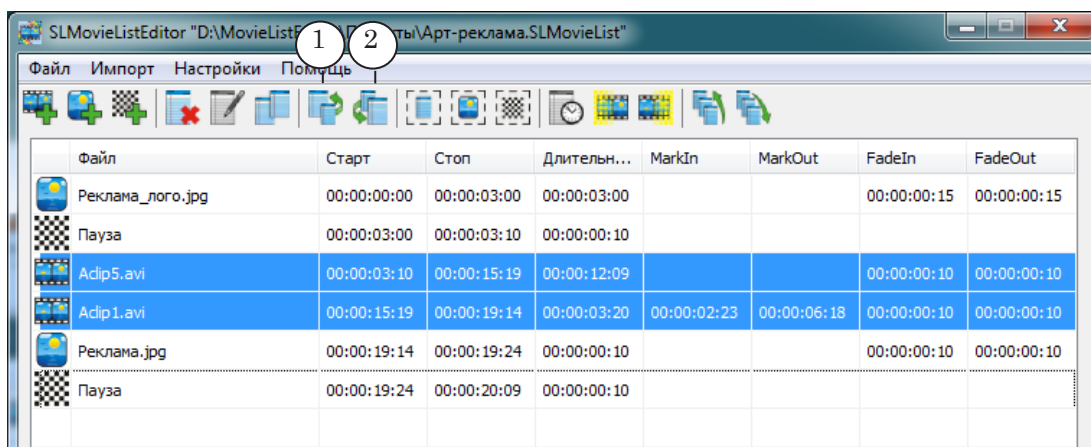 SLMovieListEditor "D:\MovieListE ты\Арт-реклама.SLMovieList"
1 2
Файл Импорт Настройки Помощь
Файл Старт Стоп Длительн... MarkIn MarkOut FadeIn FadeOut
Реклама_лого.jpg 00:00:00:00 00:00:03:00 00:00:03:00 00:00:00:15 00:00:00:15
Пауза 00:00:03:00 00:00:03:10 00:00:00:10
Adip5.avi 00:00:03:10 00:00:15:19 00:00:12:09 00:00:00:10 00:00:00:10
Adip1.avi 00:00:15:19 00:00:19:14 00:00:03:20 00:00:02:23 00:00:06:18 00:00:00:10 00:00:00:10
Реклама.jpg 00:00:19:14 00:00:19:24 00:00:00:10 00:00:00:10 00:00:00:10
Пауза 00:00:19:24 00:00:20:09 00:00:00:10